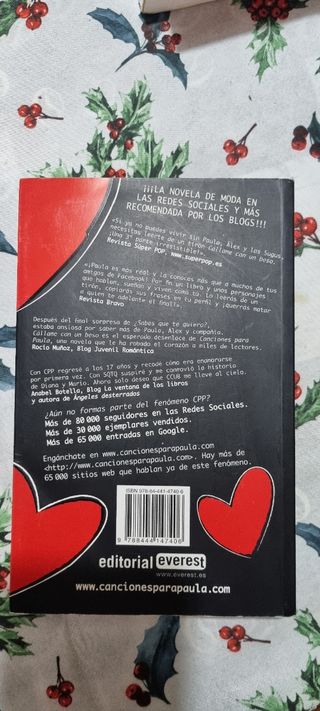 ¡¡¡LA NOVELA DE MODA EN
LAS REDES SOCIALES Y MÁS
RECOMENDADA POR LOS BLOGS!!!
«Si ya no puedes vivir sin Paula, Álex y las Sugus,
necesitas leerte de un tirón Cállame con un beso.
¡Una 3ª parte irresistible!».
Revista Súper POP, www.superpop.es
«¡Paula es más real y la conoces más que a muchos de tus
amigos de Facebook! Por fin un libro y unos personajes
que hablan, sueñan y viven como tú. Lo leerás de un
tirón, copiarás sus frases en tu perfil y ¡querrás matar
a quien te adelante el final!».
Revista Bravo
Después del final sorpresa de ¿Sabes que te quiero?,
estaba ansiosa por saber más de Paula, Álex y compañía.
Cállame con un beso es el esperado desenlace de Canciones para
Paula, una novela que le ha robado el corazón a miles de lectores.
Rocío Muñoz, Blog Juvenil Romántica
Con CPP regresé a los 17 años y recodé cómo era enamorarse
por primera vez. Con SQTQ suspiré y me conmovió la historia
de Diana y Mario. Ahora solo deseo que CCUB me lleve al cielo.
Anabel Botella, Blog La ventana de los libros
y autora de Ángeles desterrados
¿Aún no formas parte del fenómeno CPP?
Más de 80 000 seguidores en las Redes Sociales.
Más de 30 000 ejemplares vendidos.
Más de 65 000 entradas en Google.
Engánchate en www.cancionesparapaula.com
<http://www.cancionesparapaula.com>. Hay más de
65 000 sitios web que hablan ya de este fenómeno.
ISBN 978-84-441-4740-6
9 788444 147406
editorial everest
www.everest.es
www.cancionesparapaula.com